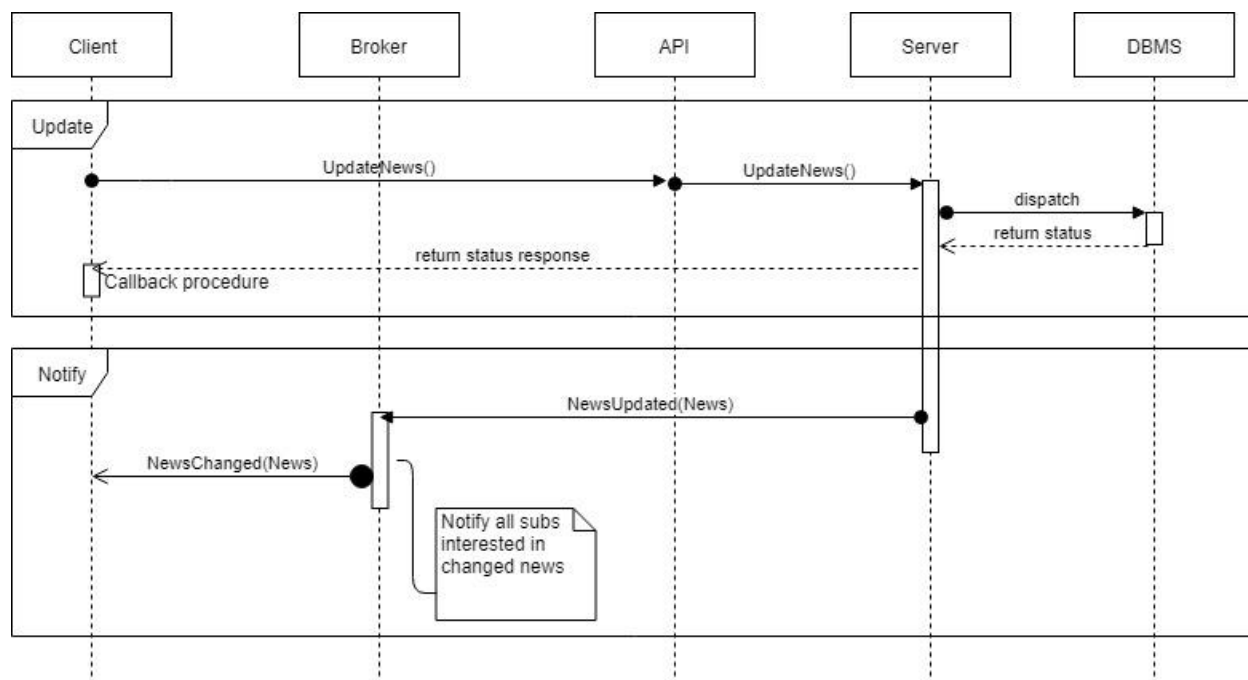 Client
Broker
API
Server
DBMS
Update
UpdateNews()
UpdateNews()
dispatch
return status
return status response
Callback procedure
Notify
NewsUpdated(News)
NewsChanged(News)
Notify all subs
interested in
changed news